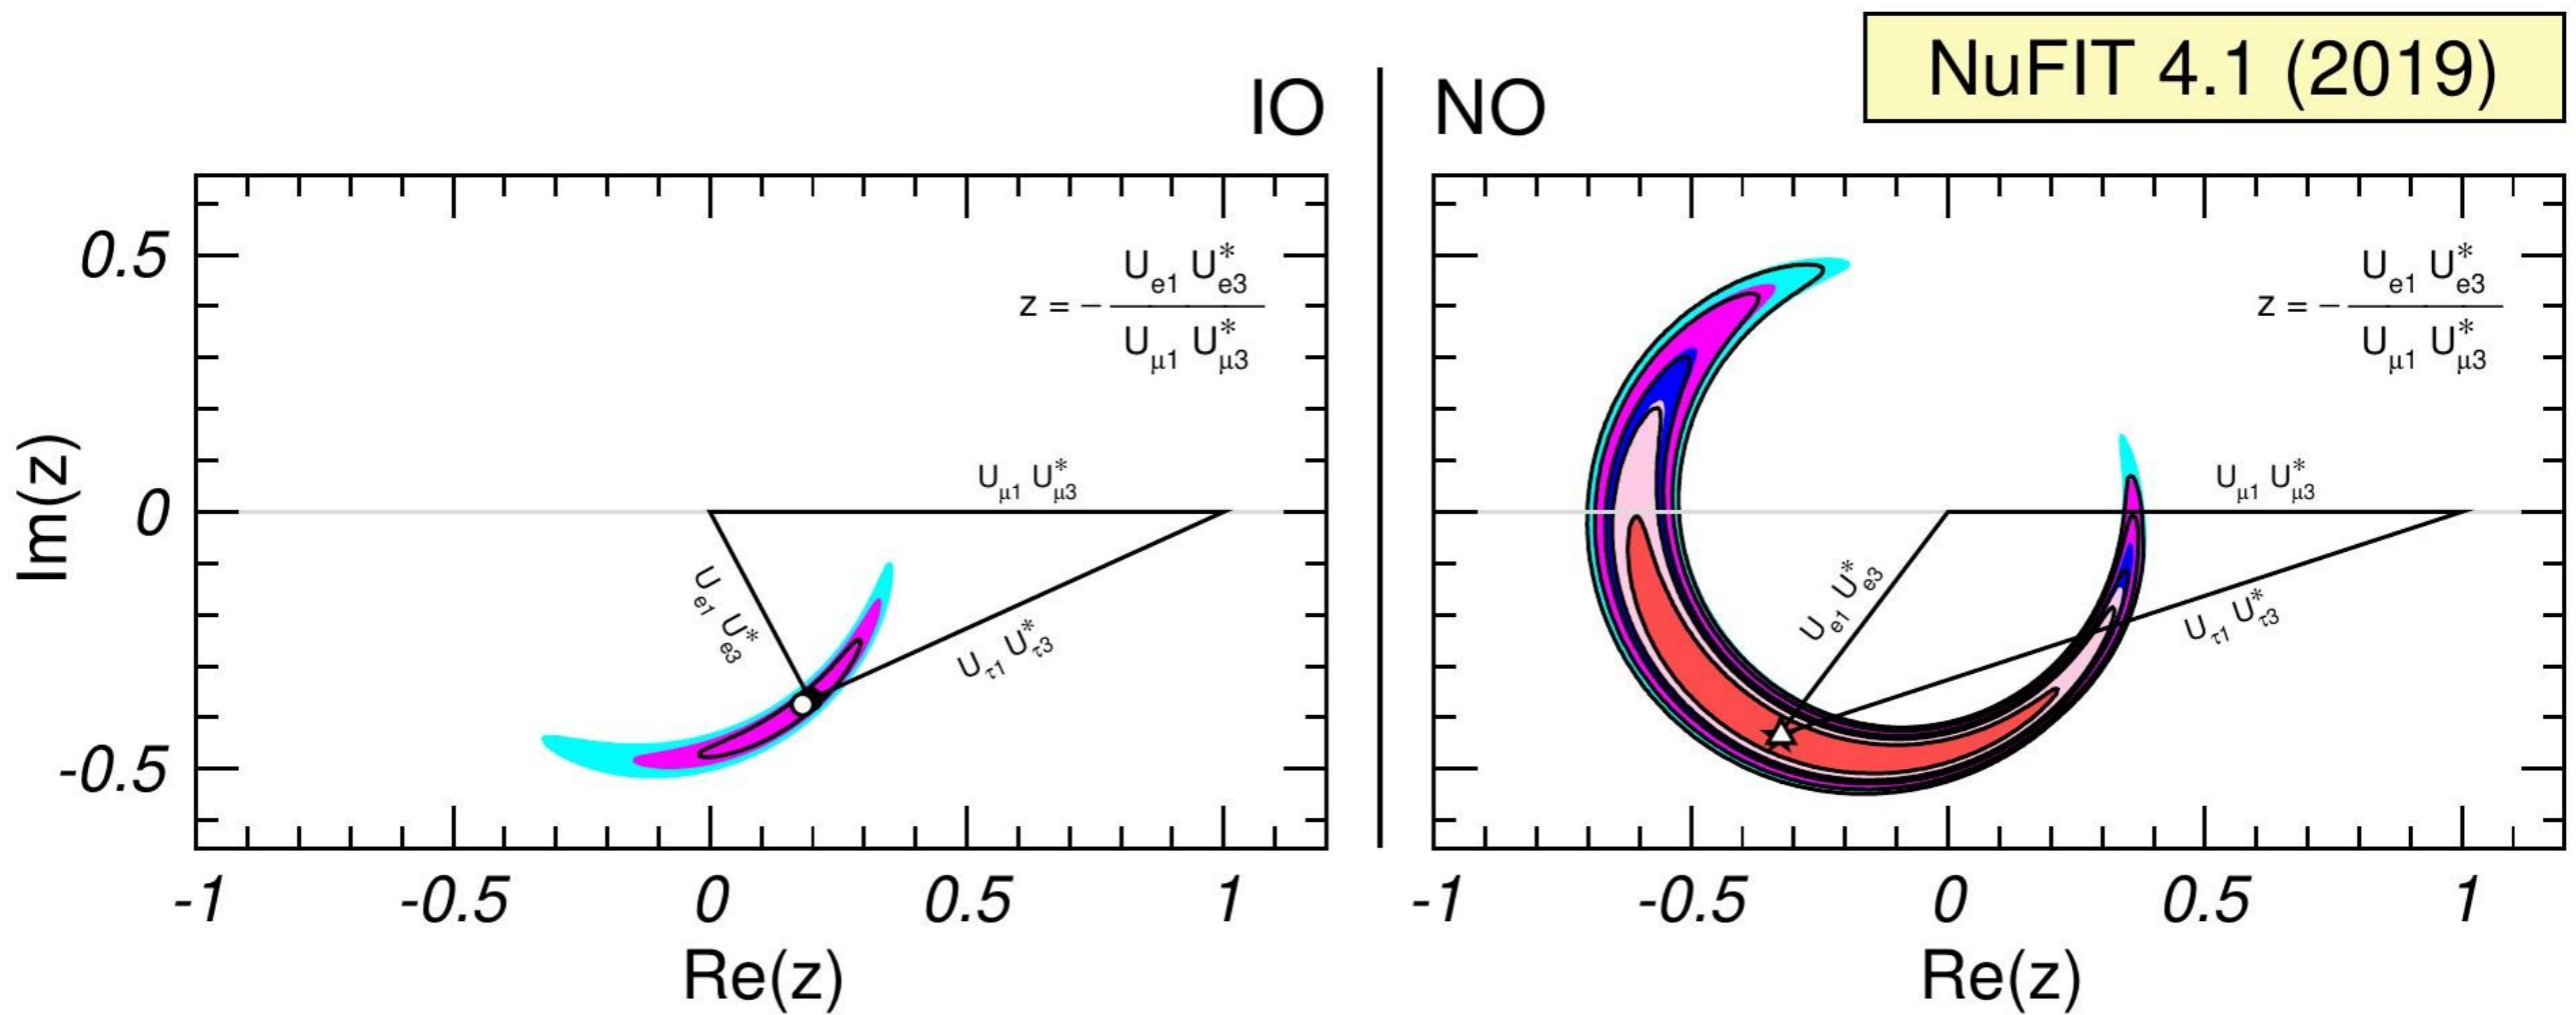 NuFIT 4.1 (2019)
IO
NO
0.5
0
-0.5
Im(z)
z = − U_e1 U*_e3 / U_μ1 U*_μ3
U_μ1 U*_μ3
U_e1 U*_e3
U_τ1 U*_τ3
-1 -0.5 0 0.5 1
Re(z)
z = − U_e1 U*_e3 / U_μ1 U*_μ3
U_μ1 U*_μ3
U_e1 U*_e3
U_τ1 U*_τ3
-1 -0.5 0 0.5 1
Re(z)